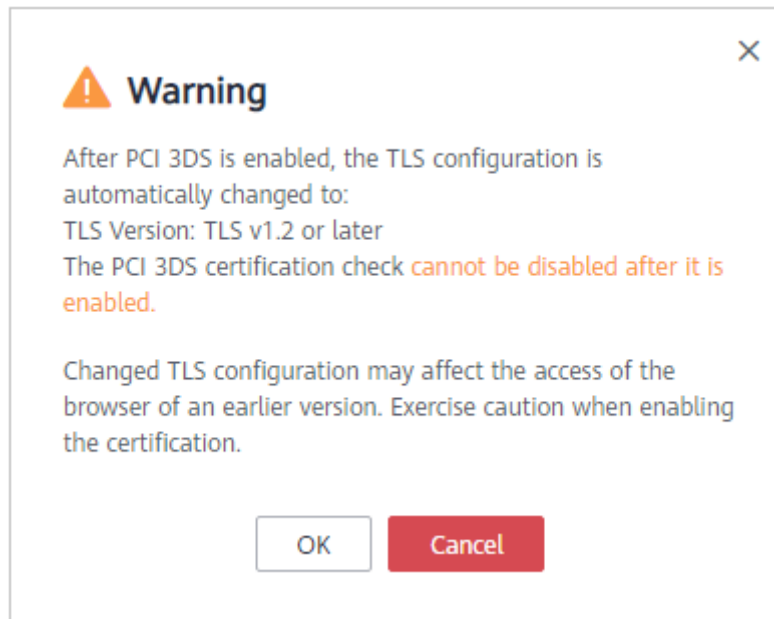 Warning
After PCI 3DS is enabled, the TLS configuration is
automatically changed to:
TLS Version: TLS v1.2 or later
The PCI 3DS certification check cannot be disabled after it is
enabled.
Changed TLS configuration may affect the access of the
browser of an earlier version. Exercise caution when enabling
the certification.
OK
Cancel